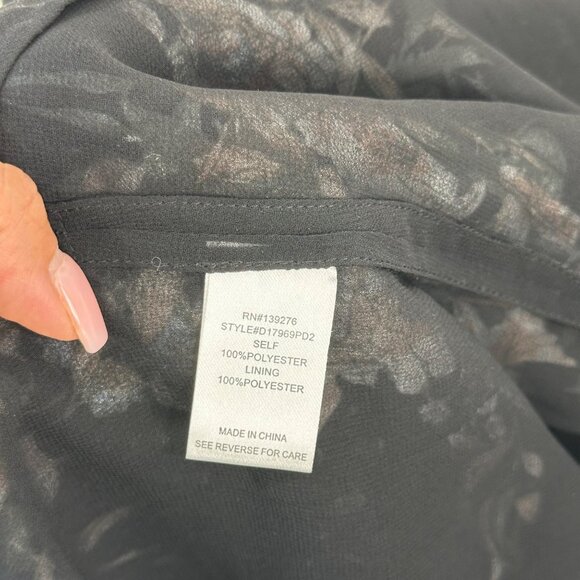 RN#139276
STYLE#D17969PD2
SELF
100%POLYESTER
LINING
100%POLYESTER
MADE IN CHINA
SEE REVERSE FOR CARE